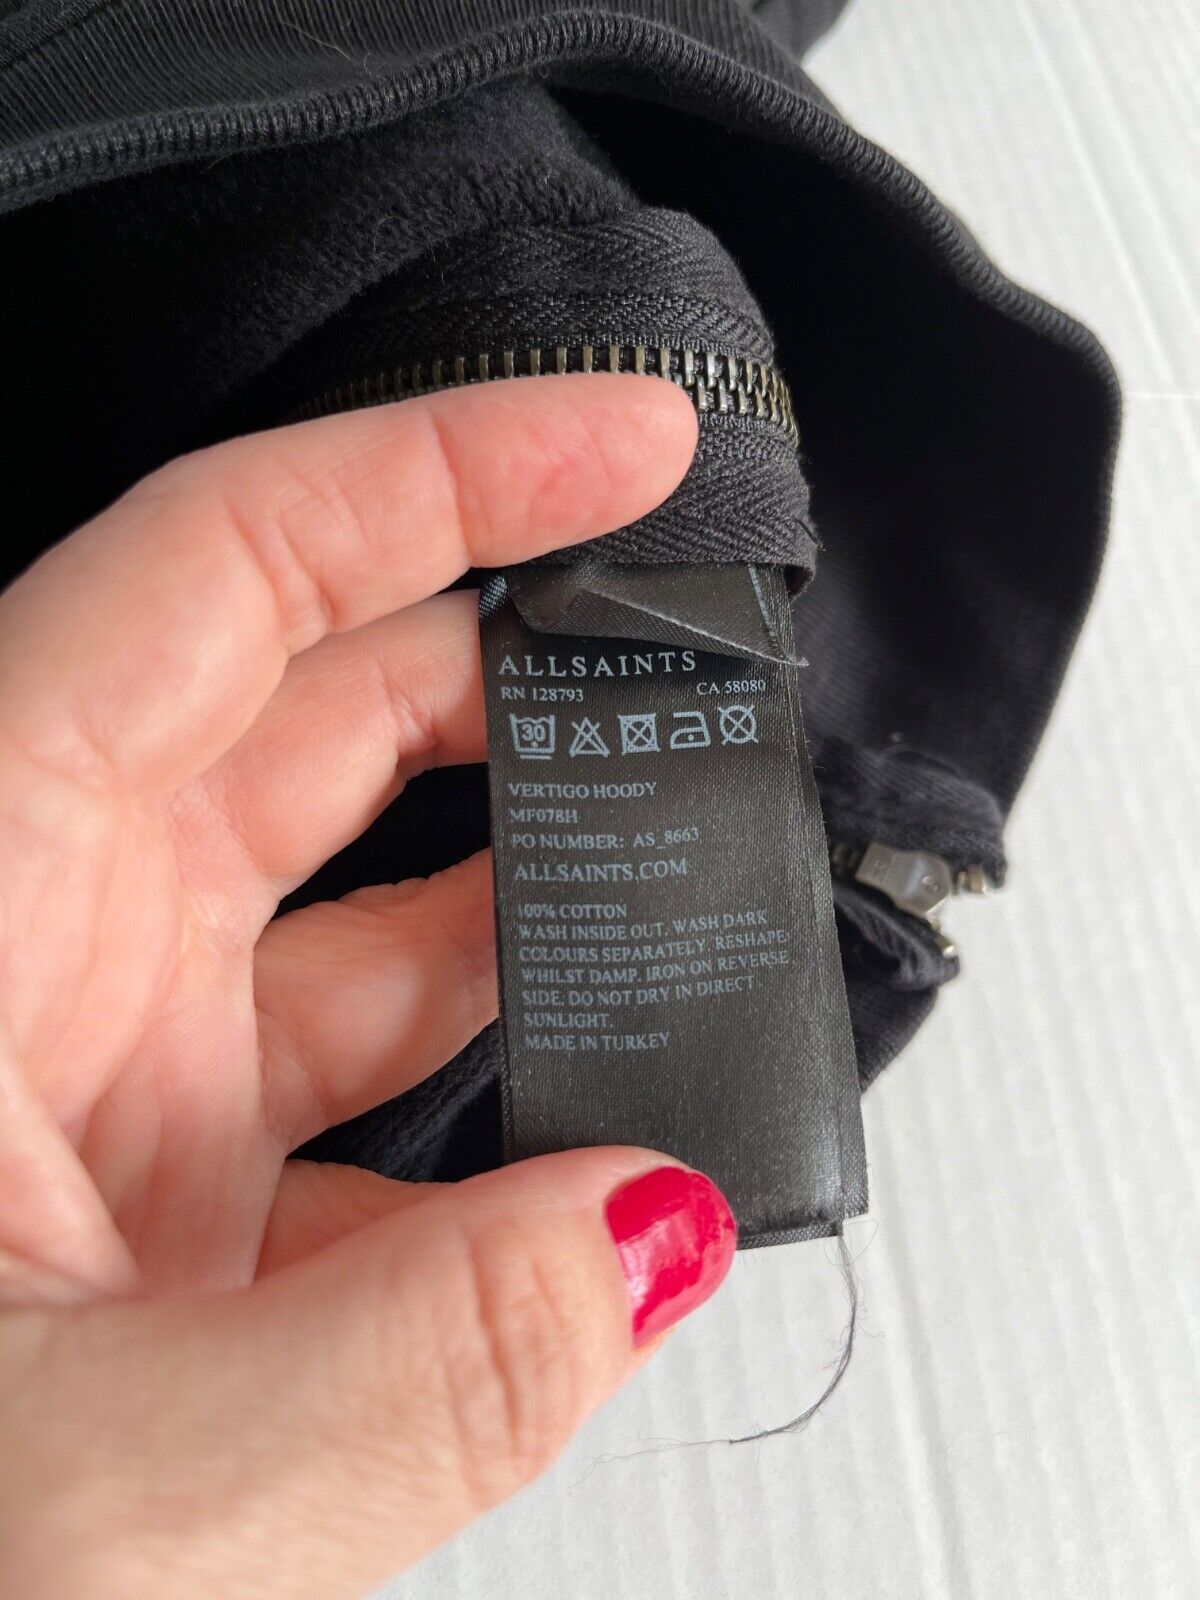 ALLSAINTS
RN 128793 CA 58080
30
VERTIGO HOODY
MF078H
PO NUMBER: AS_8663
ALLSAINTS.COM
100% COTTON
WASH INSIDE OUT. WASH DARK
COLOURS SEPARATELY. RESHAPE
WHILST DAMP. IRON ON REVERSE
SIDE. DO NOT DRY IN DIRECT
SUNLIGHT.
MADE IN TURKEY